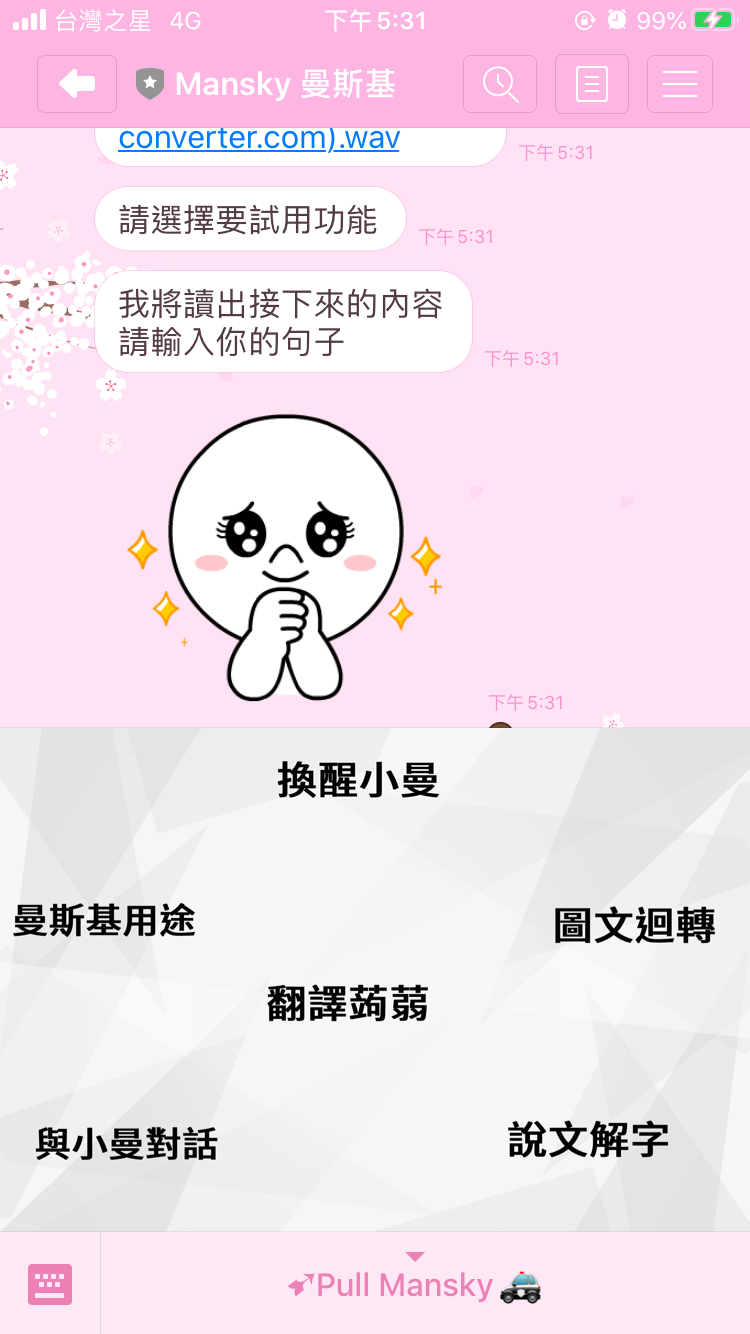 台灣之星 4G 下午5:31 99%
Mansky 曼斯基
converter.com).wav
下午5:31
請選擇要試用功能
下午5:31
我將讀出接下來的內容
請輸入你的句子
下午5:31
下午5:31
換醒小曼
曼斯基用途
圖文迴轉
翻譯蒟蒻
與小曼對話
說文解字
Pull Mansky